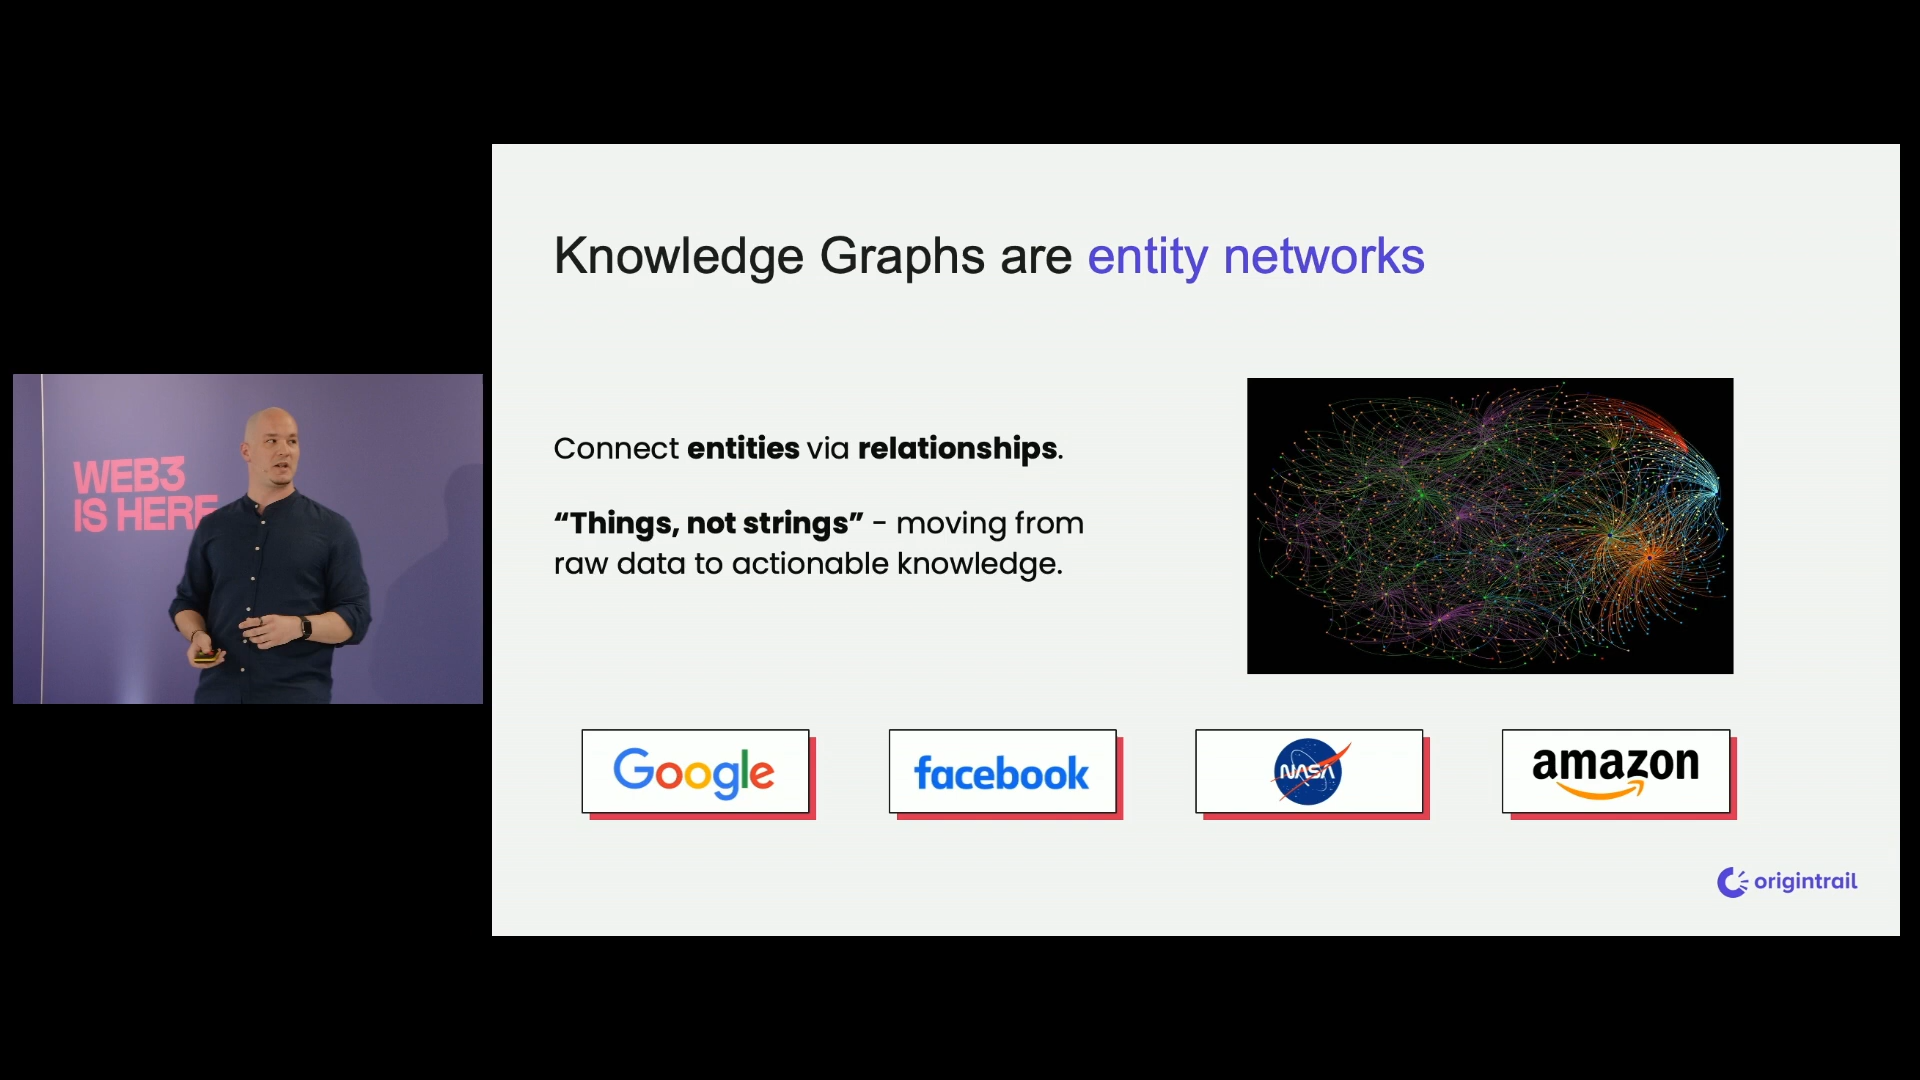 WEB3
IS HERE
Knowledge Graphs are entity networks
Connect entities via relationships.
“Things, not strings” - moving from
raw data to actionable knowledge.
Google
facebook
NASA
amazon
origintrail